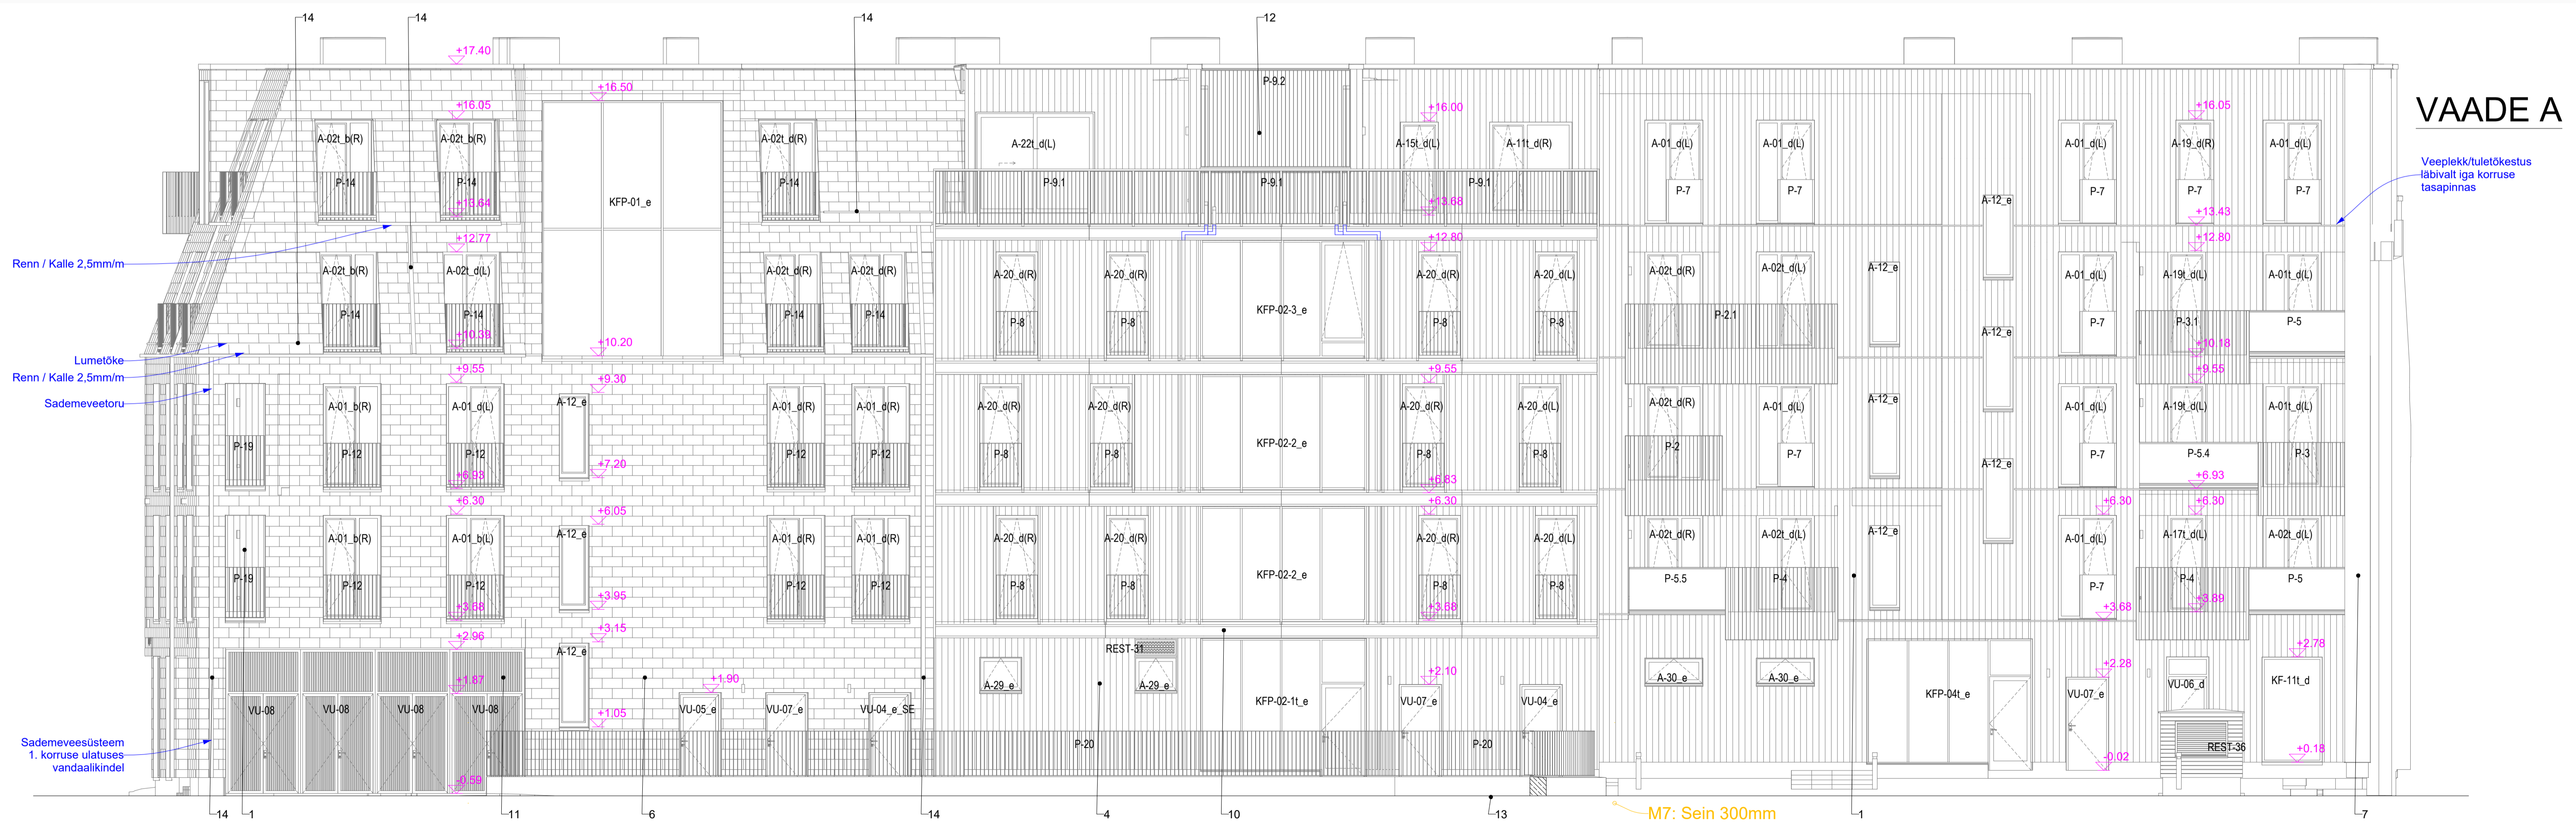 14
14
14
12
+17.40
P-9.2
+16.50
VAADE A
+16.05
+16.00
+16.05
A-02t_b(R)
A-02t_b(R)
A-02t_d(R)
A-22t_d(L)
A-15t_d(L)
A-11t_d(R)
A-01_d(L)
A-01_d(L)
A-01_d(L)
A-19_d(R)
A-01_d(L)
Veeplekk/tuletõkestus
läbivalt iga korruse
tasapinnas
P-14
P-14
P-14
P-9.1
P-9.1
P-9.1
P-7
P-7
P-7
P-7
P-7
KFP-01_e
A-12_e
+13.64
+13.68
+13.43
+12.77
+12.80
+12.80
Renn / Kalle 2,5mm/m
A-02t_b(R)
A-02t_d(L)
A-02t_d(R)
A-02t_d(R)
A-20_d(R)
A-20_d(R)
A-20_d(R)
A-20_d(L)
A-02t_d(R)
A-02t_d(L)
A-12_e
A-01_d(L)
A-19t_d(L)
A-01t_d(L)
P-14
P-14
P-14
P-14
P-8
P-8
KFP-02-3_e
P-8
P-8
P-2.1
P-7
P-3.1
P-5
+10.39
+10.20
A-12_e
+10.18
Lumetõke
Renn / Kalle 2,5mm/m
+9.55
+9.30
+9.55
+9.55
Sademeveetoru
A-01_b(R)
A-01_d(L)
A-12_e
A-01_d(R)
A-01_d(R)
A-20_d(R)
A-20_d(R)
A-20_d(R)
A-20_d(L)
A-02t_d(R)
A-01_d(L)
A-12_e
A-01_d(L)
A-19t_d(L)
A-01t_d(L)
P-19
P-12
P-12
P-12
P-12
P-8
P-8
KFP-02-2_e
P-8
P-8
P-2
P-7
P-7
P-5.4
P-3
+7.20
A-12_e
+6.93
+6.83
+6.93
+6.30
+6.30
+6.30
+6.30
+6.05
A-01_b(R)
A-01_b(L)
A-12_e
A-01_d(R)
A-01_d(R)
A-20_d(R)
A-20_d(R)
A-20_d(R)
A-20_d(L)
A-02t_d(R)
A-02t_d(L)
A-12_e
A-01_d(L)
A-17t_d(L)
A-02t_d(L)
P-19
P-12
P-12
P-12
P-12
P-8
P-8
KFP-02-2_e
P-8
P-8
P-5.5
P-4
P-7
P-4
P-5
+3.95
+3.68
+3.68
+3.68
+3.89
+2.96
+3.15
A-12_e
REST-31
+2.78
+1.87
+1.90
A-29_e
A-29_e
+2.10
A-30_e
A-30_e
+2.28
VU-06_d
KF-11t_d
VU-08
VU-08
VU-08
VU-08
+1.05
VU-05_e
VU-07_e
VU-04_e_SE
KFP-02-1t_e
VU-07_e
VU-04_e
KFP-04t_e
VU-07_e
Sademeveesüsteem
1. korruse ulatuses
vandaalikindel
P-20
P-20
REST-36
+0.18
-0.02
-0.59
14
1
11
6
14
4
10
13
M7: Sein 300mm
1
7